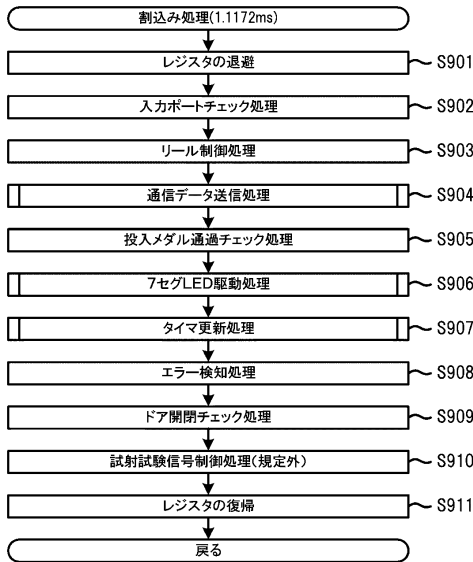 割込み処理(1.1172ms)
レジスタの退避 S901
入力ポートチェック処理 S902
リール制御処理 S903
通信データ送信処理 S904
投入メダル通過チェック処理 S905
7セグLED駆動処理 S906
タイマ更新処理 S907
エラー検知処理 S908
ドア開閉チェック処理 S909
試射試験信号制御処理(規定外) S910
レジスタの復帰 S911
戻る